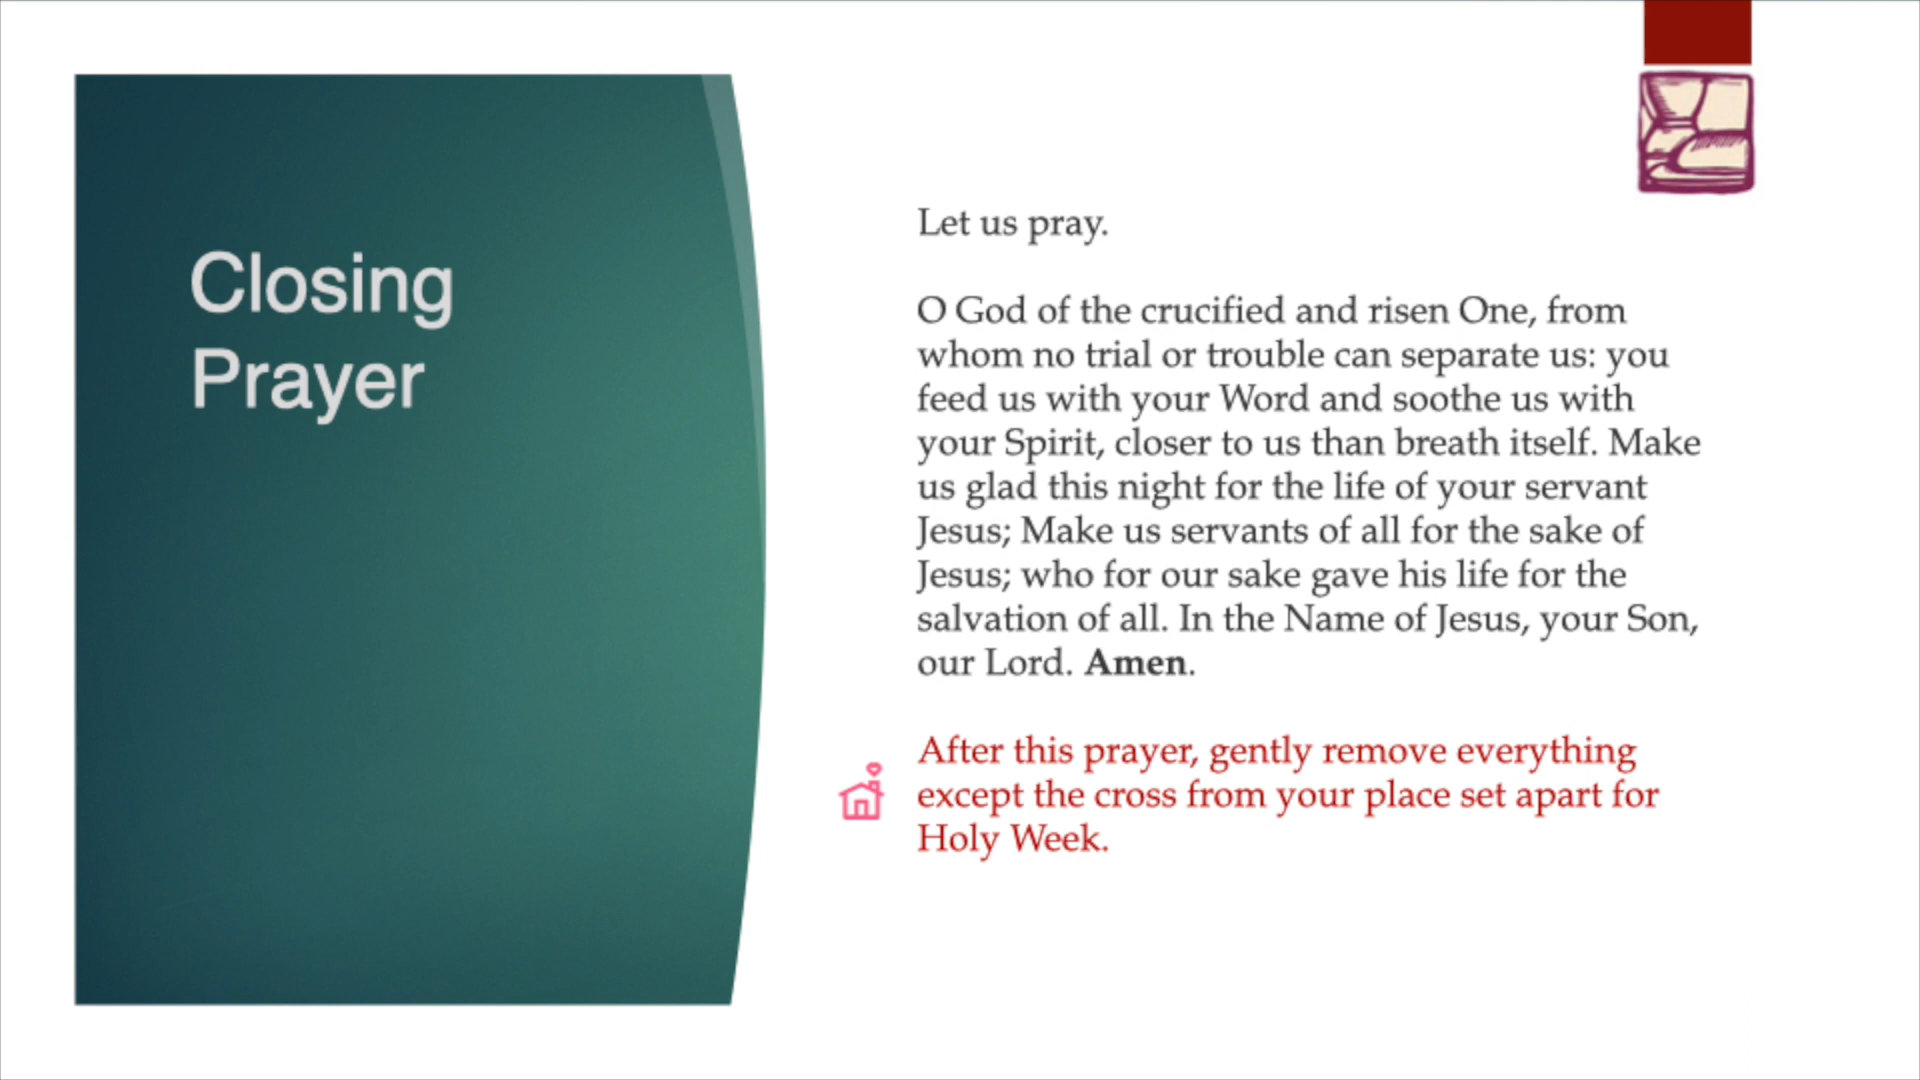 Closing
Prayer
Let us pray.
O God of the crucified and risen One, from
whom no trial or trouble can separate us: you
feed us with your Word and soothe us with
your Spirit, closer to us than breath itself. Make
us glad this night for the life of your servant
Jesus; Make us servants of all for the sake of
Jesus; who for our sake gave his life for the
salvation of all. In the Name of Jesus, your Son,
our Lord. Amen.
After this prayer, gently remove everything
except the cross from your place set apart for
Holy Week.